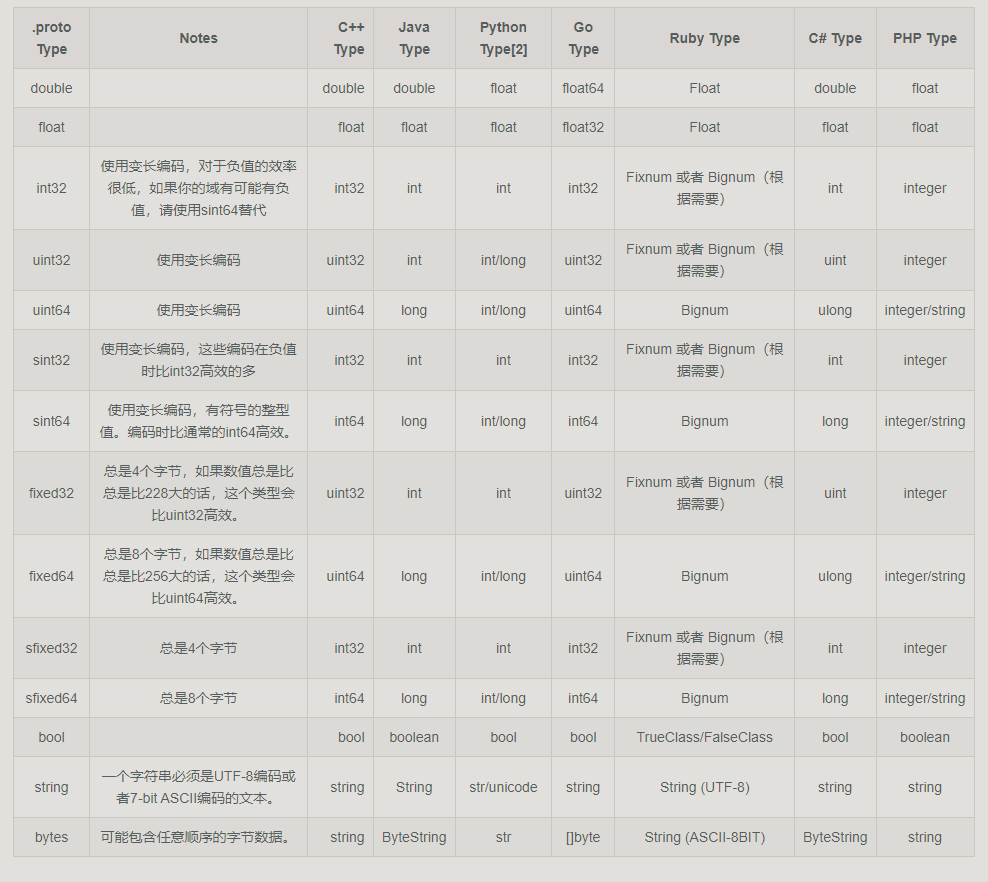 .proto Type | Notes | C++ Type | Java Type | Python Type[2] | Go Type | Ruby Type | C# Type | PHP Type
double | | double | double | float | float64 | Float | double | float
float | | float | float | float | float32 | Float | float | float
int32 | 使用变长编码，对于负值的效率很低，如果你的域有可能有负值，请使用sint64替代 | int32 | int | int | int32 | Fixnum 或者 Bignum（根据需要） | int | integer
uint32 | 使用变长编码 | uint32 | int | int/long | uint32 | Fixnum 或者 Bignum（根据需要） | uint | integer
uint64 | 使用变长编码 | uint64 | long | int/long | uint64 | Bignum | ulong | integer/string
sint32 | 使用变长编码，这些编码在负值时比int32高效的多 | int32 | int | int | int32 | Fixnum 或者 Bignum（根据需要） | int | integer
sint64 | 使用变长编码，有符号的整型值。编码时比通常的int64高效。 | int64 | long | int/long | int64 | Bignum | long | integer/string
fixed32 | 总是4个字节，如果数值总是比总是比228大的话，这个类型会比uint32高效。 | uint32 | int | int | uint32 | Fixnum 或者 Bignum（根据需要） | uint | integer
fixed64 | 总是8个字节，如果数值总是比总是比256大的话，这个类型会比uint64高效。 | uint64 | long | int/long | uint64 | Bignum | ulong | integer/string
sfixed32 | 总是4个字节 | int32 | int | int | int32 | Fixnum 或者 Bignum（根据需要） | int | integer
sfixed64 | 总是8个字节 | int64 | long | int/long | int64 | Bignum | long | integer/string
bool | | bool | boolean | bool | bool | TrueClass/FalseClass | bool | boolean
string | 一个字符串必须是UTF-8编码或者7-bit ASCII编码的文本。 | string | String | str/unicode | string | String (UTF-8) | string | string
bytes | 可能包含任意顺序的字节数据。 | string | ByteString | str | []byte | String (ASCII-8BIT) | ByteString | string